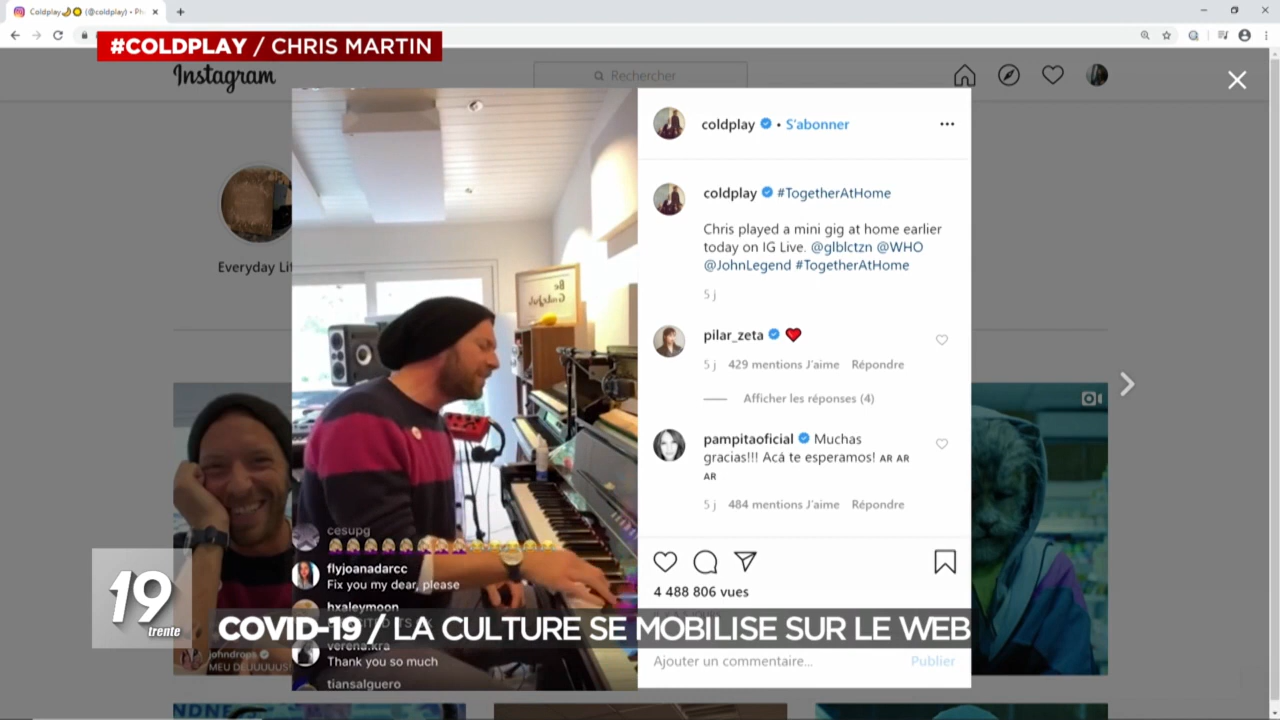 Coldplay🌙🌞 (@coldplay) • Ph
#COLDPLAY / CHRIS MARTIN
Instagram
Rechercher
coldplay • S'abonner
coldplay #TogetherAtHome
Chris played a mini gig at home earlier
today on IG Live. @glblctzn @WHO
@JohnLegend #TogetherAtHome
5 j
Everyday Lif
pilar_zeta ❤
5 j 429 mentions J'aime Répondre
Afficher les réponses (4)
pampitaoficial Muchas
gracias!!! Acá te esperamos! AR AR
AR
5 j 484 mentions J'aime Répondre
Be
Grateful
cesupg
flyjoanadarcc
Fix you my dear, please
hxaleymoon
4 488 806 vues
19
trente
COVID-19 / LA CULTURE SE MOBILISE SUR LE WEB
verena.kra
Thank you so much
tiansalguero
johndrops
MEU DEUUUUUS!
Ajouter un commentaire... Publier